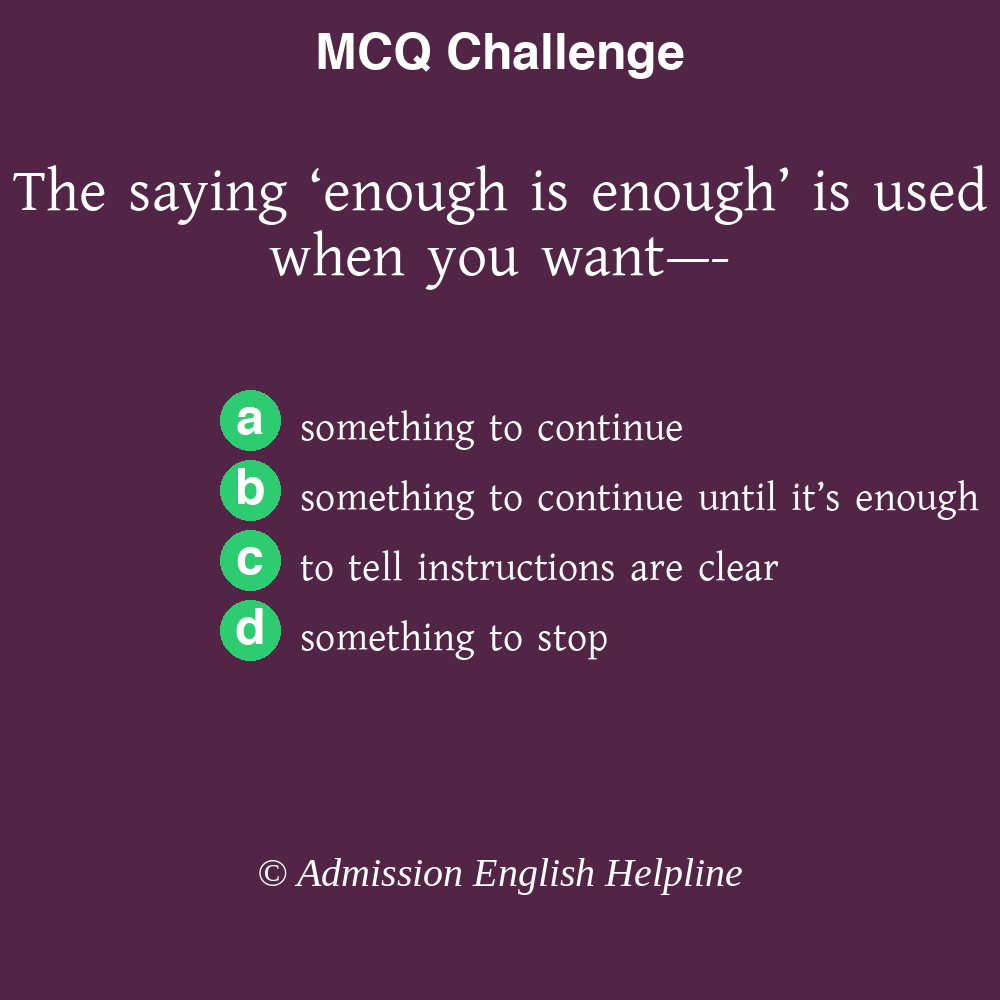 MCQ Challenge
The saying ‘enough is enough’ is used
when you want—-
a something to continue
b something to continue until it’s enough
c to tell instructions are clear
d something to stop
© Admission English Helpline